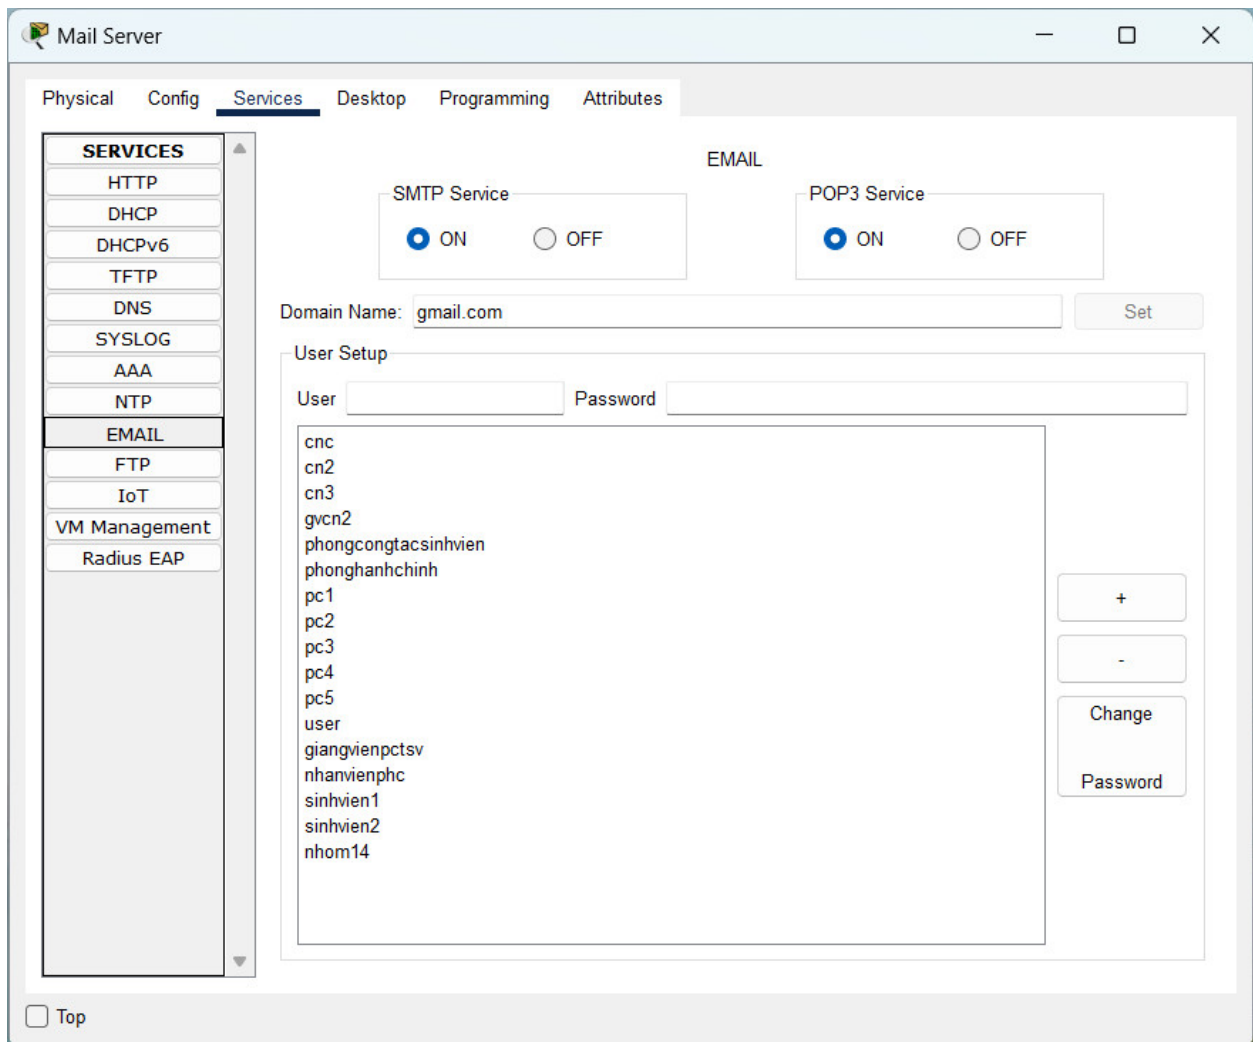 Mail Server
Physical Config Services Desktop Programming Attributes
SERVICES
HTTP
DHCP
DHCPv6
TFTP
DNS
SYSLOG
AAA
NTP
EMAIL
FTP
IoT
VM Management
Radius EAP
EMAIL
SMTP Service
ON OFF
POP3 Service
ON OFF
Domain Name: gmail.com Set
User Setup
User Password
cnc
cn2
cn3
gvcn2
phongcongtacsinhvien
phonghanhchinh
pc1
pc2
pc3
pc4
pc5
user
giangvienpctsv
nhanvienphc
sinhvien1
sinhvien2
nhom14
+
-
Change
Password
Top